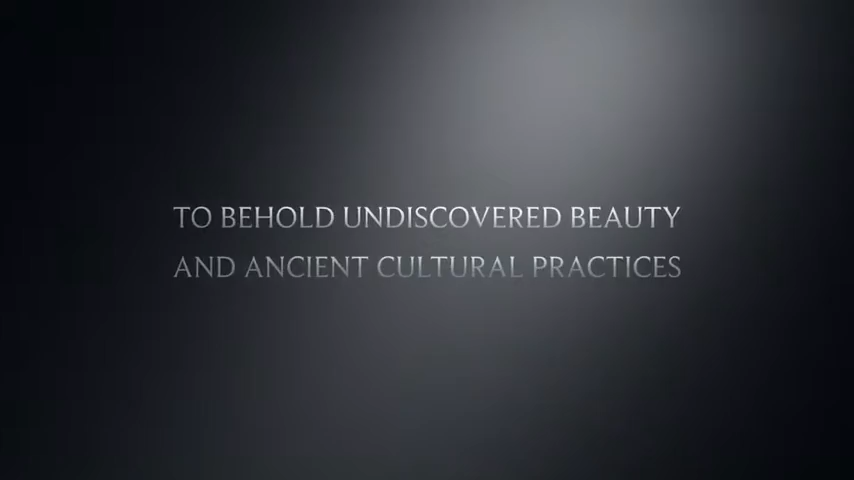 TO BEHOLD UNDISCOVERED BEAUTY
AND ANCIENT CULTURAL PRACTICES